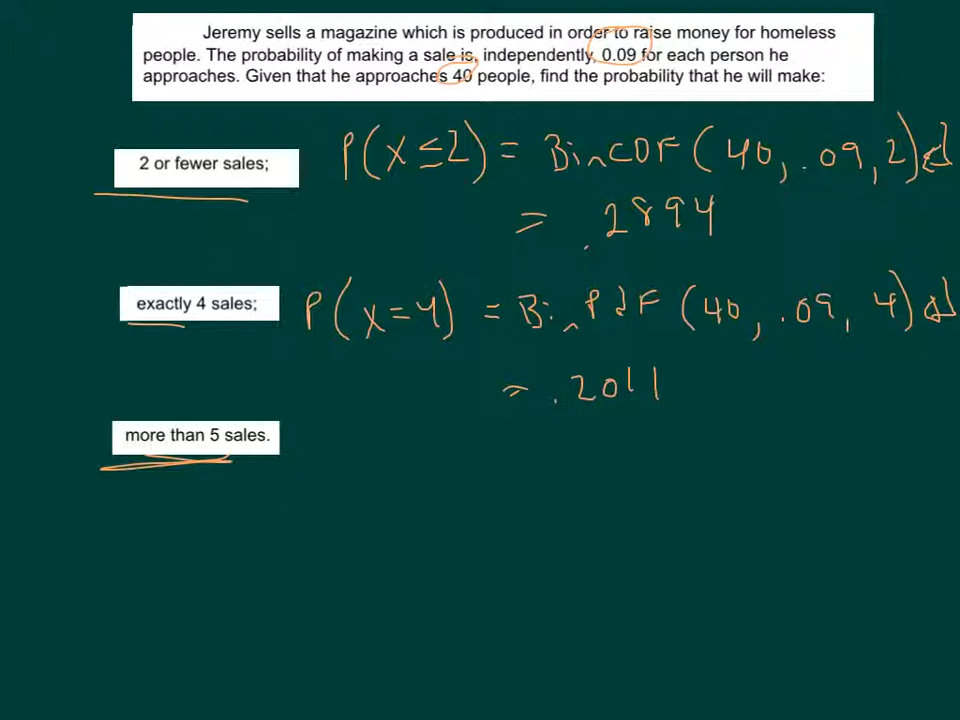 Jeremy sells a magazine which is produced in order to raise money for homeless
people. The probability of making a sale is, independently, 0.09 for each person he
approaches. Given that he approaches 40 people, find the probability that he will make:
2 or fewer sales; P(X ≤ 2) = BinCDF(40, .09, 2)
= .2894
exactly 4 sales; P(X = 4) = BinPdF(40, .09, 4)
= .2011
more than 5 sales.